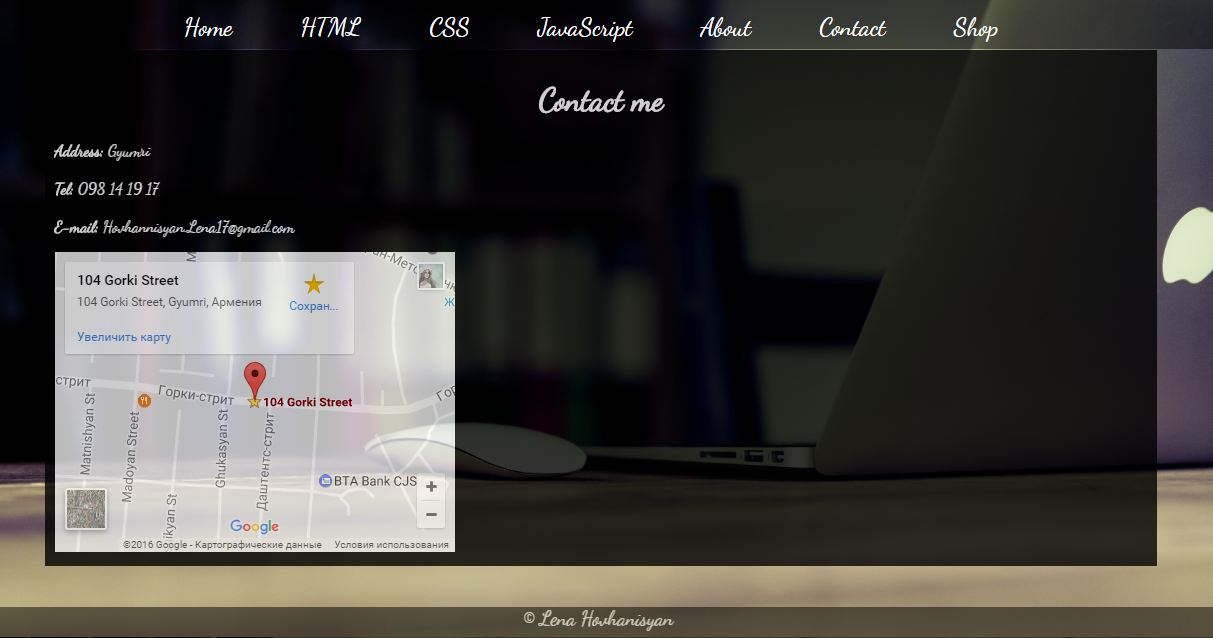 Home HTML CSS JavaScript About Contact Shop
Contact me
Address: Gyumri
Tel: 098 14 19 17
E-mail: Hovhannisyan.Lena17@gmail.com
104 Gorki Street
104 Gorki Street, Gyumri, Армения
Сохран...
Увеличить карту
стрит
Горки-стрит
104 Gorki Street
Matnishyan St
Madoyan Street
Ghukasyan St
Даштентс-стрит
ikyan St
BTA Bank CJS
+
−
Google
©2016 Google - Картографические данные Условия использования
© Lena Hovhanisyan